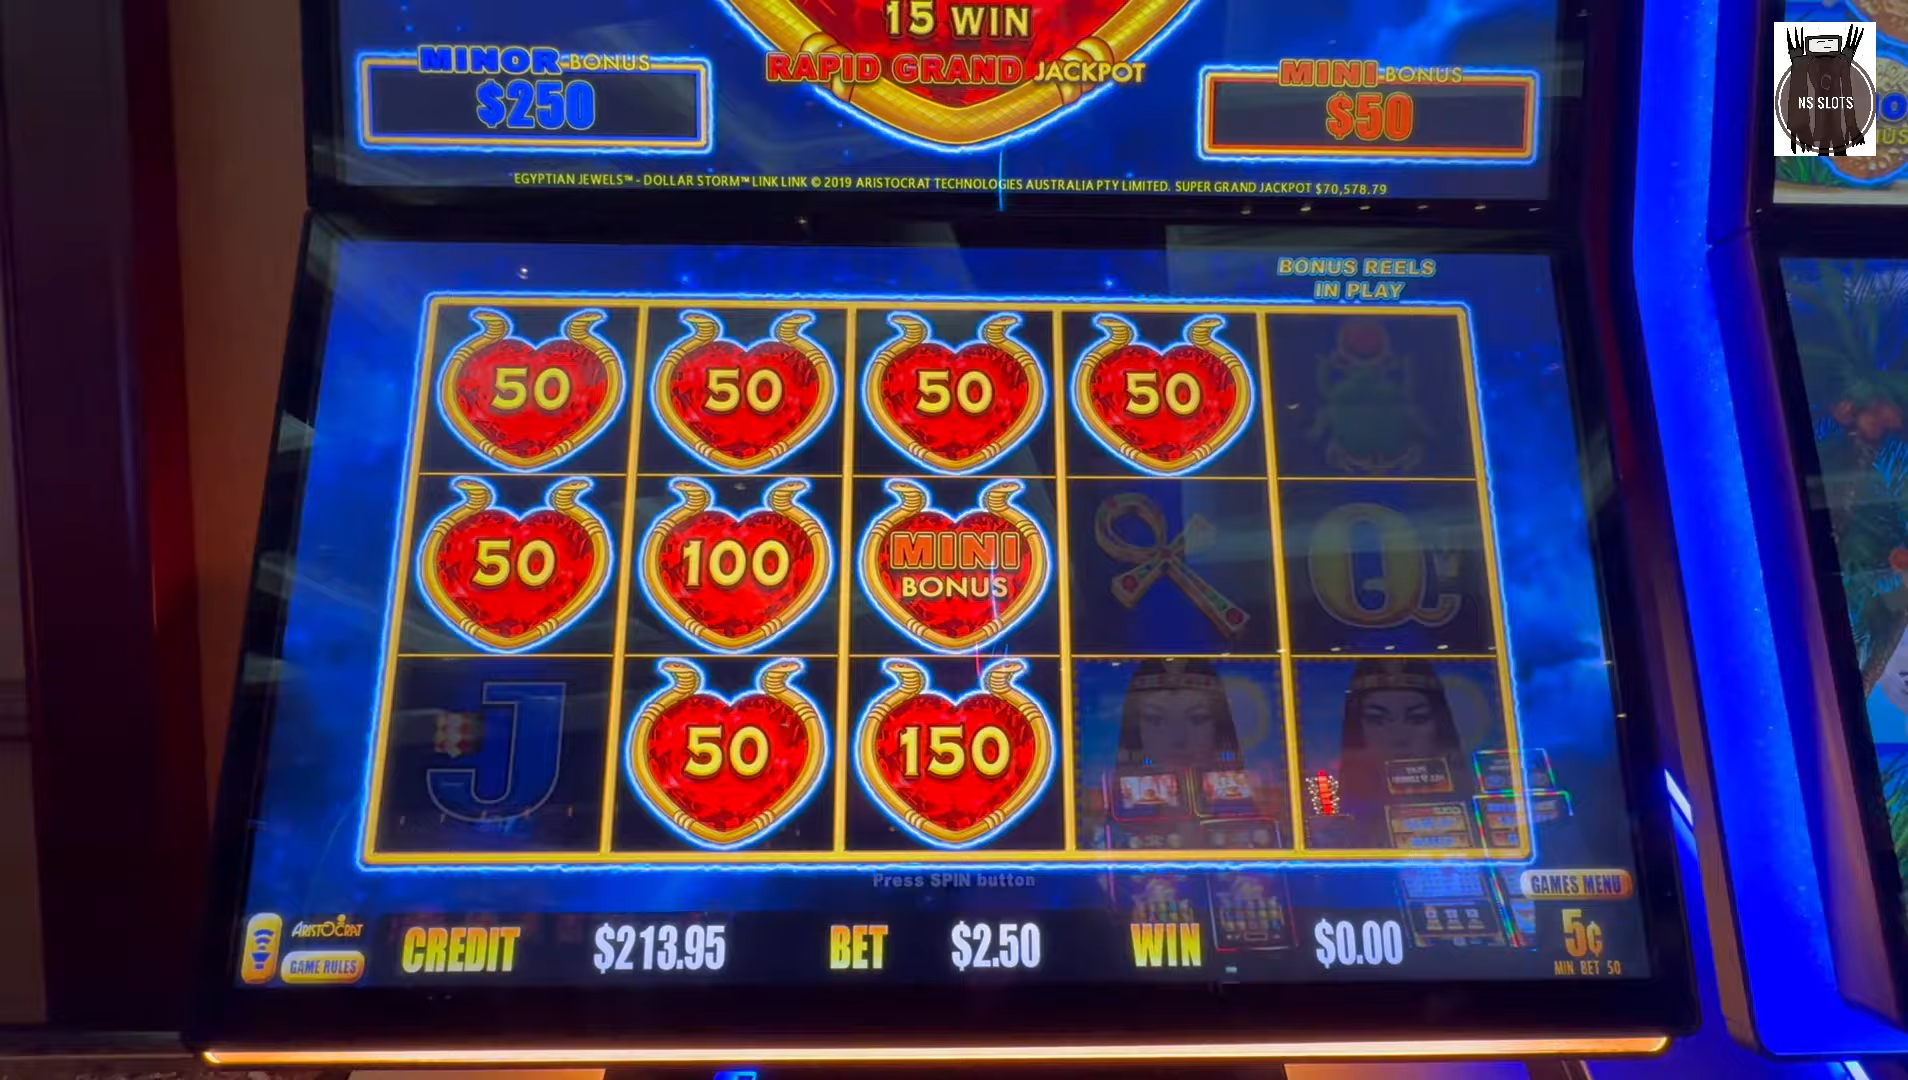 15 WIN
RAPID GRAND JACKPOT
MINOR BONUS
$250
MINI BONUS
$50
EGYPTIAN JEWELS™ - DOLLAR STORM™ LINK LINK © 2019 ARISTOCRAT TECHNOLOGIES AUSTRALIA PTY LIMITED. SUPER GRAND JACKPOT $70,578.79
NS SLOTS
BONUS REELS
IN PLAY
50 50 50 50
50 100 MINI
BONUS
Q
J 50 150
Press SPIN button
GAMES MENU
ARISTOCRAT
GAME RULES
CREDIT $213.95 BET $2.50 WIN $0.00 5¢
MIN BET 50